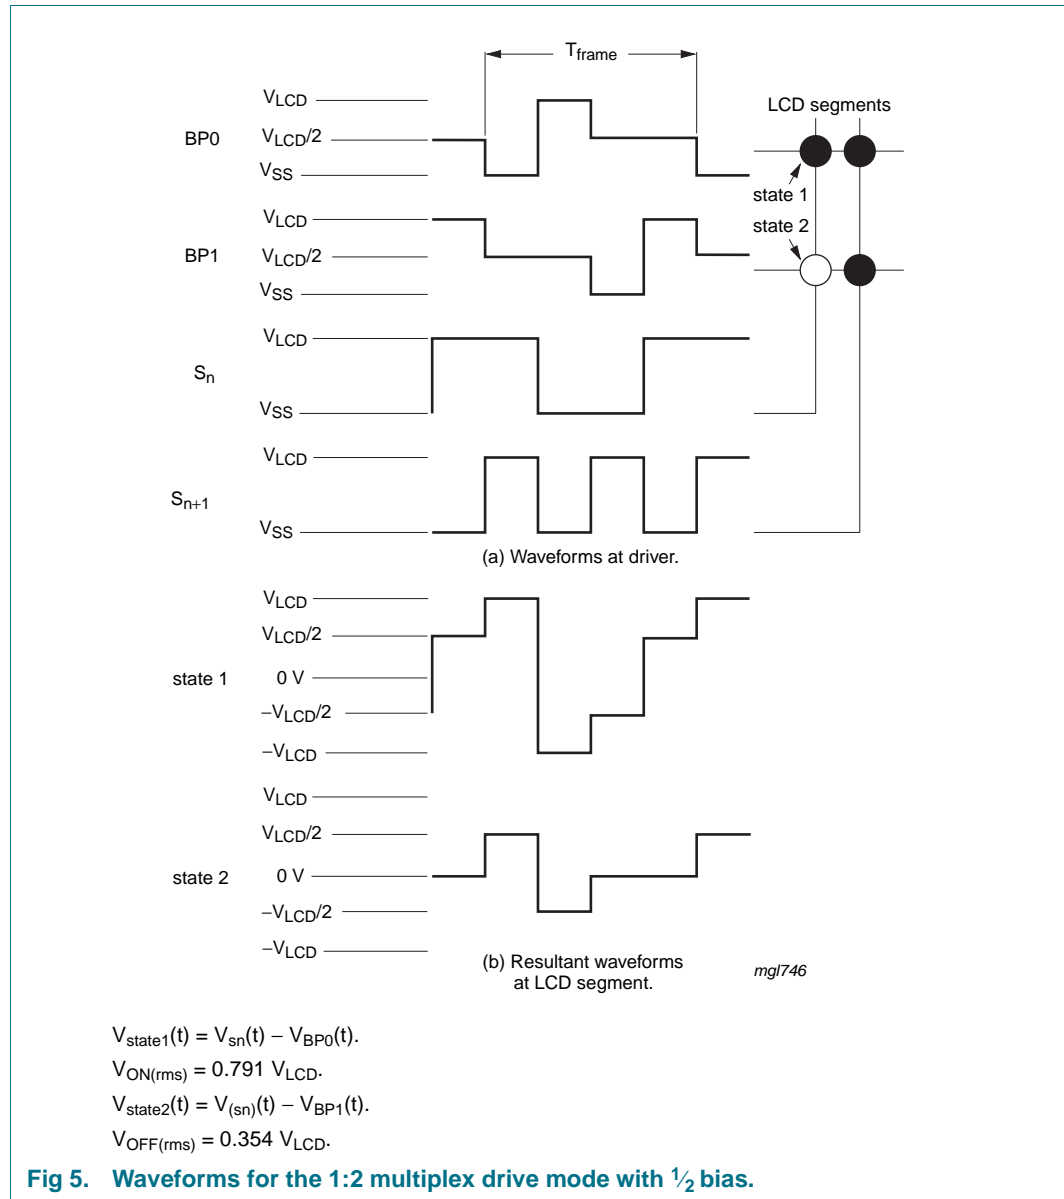 Tframe
VLCD
BP0
VLCD/2
VSS
LCD segments
state 1
VLCD
BP1
VLCD/2
VSS
state 2
VLCD
Sn
VSS
VLCD
Sn+1
VSS
(a) Waveforms at driver.
VLCD
VLCD/2
state 1
0 V
−VLCD/2
−VLCD
VLCD
VLCD/2
state 2
0 V
−VLCD/2
−VLCD
(b) Resultant waveforms
at LCD segment.
mgl746
Vstate1(t) = Vsn(t) − VBP0(t).
VON(rms) = 0.791 VLCD.
Vstate2(t) = V(sn)(t) − VBP1(t).
VOFF(rms) = 0.354 VLCD.
Fig 5. Waveforms for the 1:2 multiplex drive mode with 1⁄2 bias.